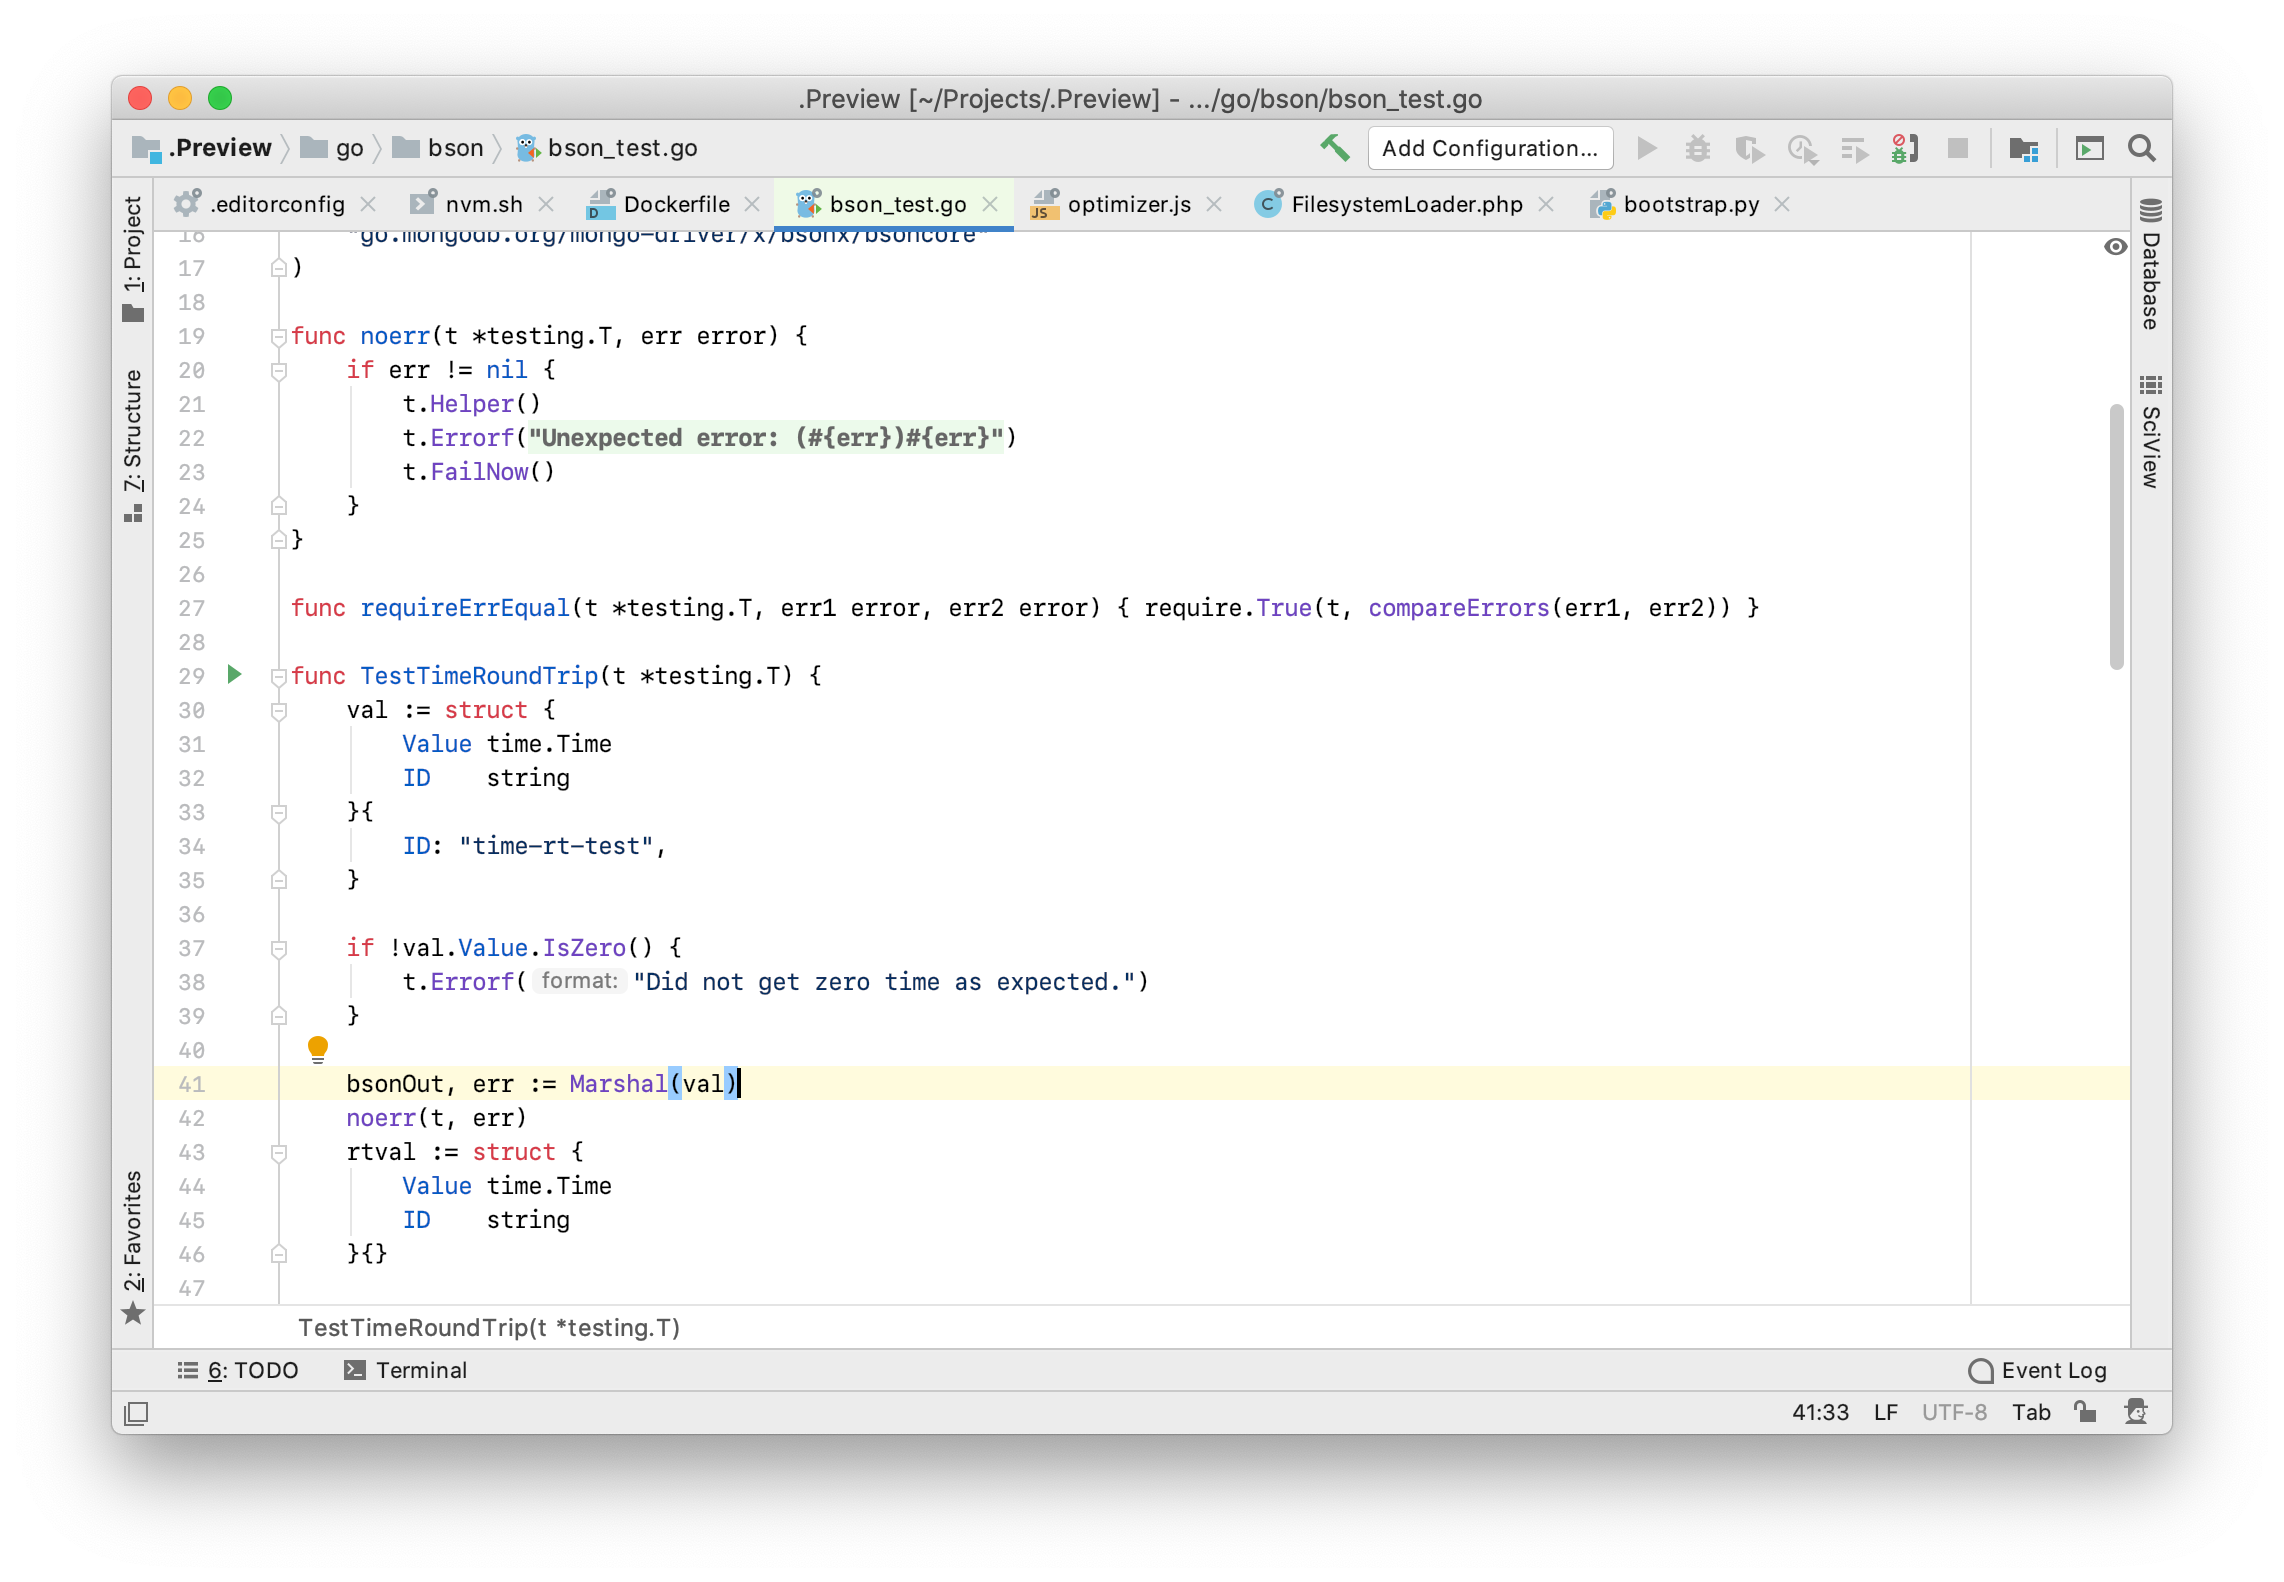 .Preview [~/Projects/.Preview] - .../go/bson/bson_test.go
.Preview go bson bson_test.go Add Configuration...
.editorconfig nvm.sh Dockerfile bson_test.go optimizer.js FilesystemLoader.php bootstrap.py
1: Project
7: Structure
2: Favorites
Database
SciView
16 "go.mongodb.org/mongo-driver/x/bsonx/bsoncore"
17 )
18
19 func noerr(t *testing.T, err error) {
20 if err != nil {
21 t.Helper()
22 t.Errorf("Unexpected error: (#{err})#{err}")
23 t.FailNow()
24 }
25 }
26
27 func requireErrEqual(t *testing.T, err1 error, err2 error) { require.True(t, compareErrors(err1, err2)) }
28
29 func TestTimeRoundTrip(t *testing.T) {
30 val := struct {
31 Value time.Time
32 ID    string
33 }{
34 ID: "time-rt-test",
35 }
36
37 if !val.Value.IsZero() {
38 t.Errorf( format: "Did not get zero time as expected.")
39 }
40
41 bsonOut, err := Marshal(val)
42 noerr(t, err)
43 rtval := struct {
44 Value time.Time
45 ID    string
46 }{}
47
TestTimeRoundTrip(t *testing.T)
6: TODO Terminal Event Log
41:33 LF UTF-8 Tab